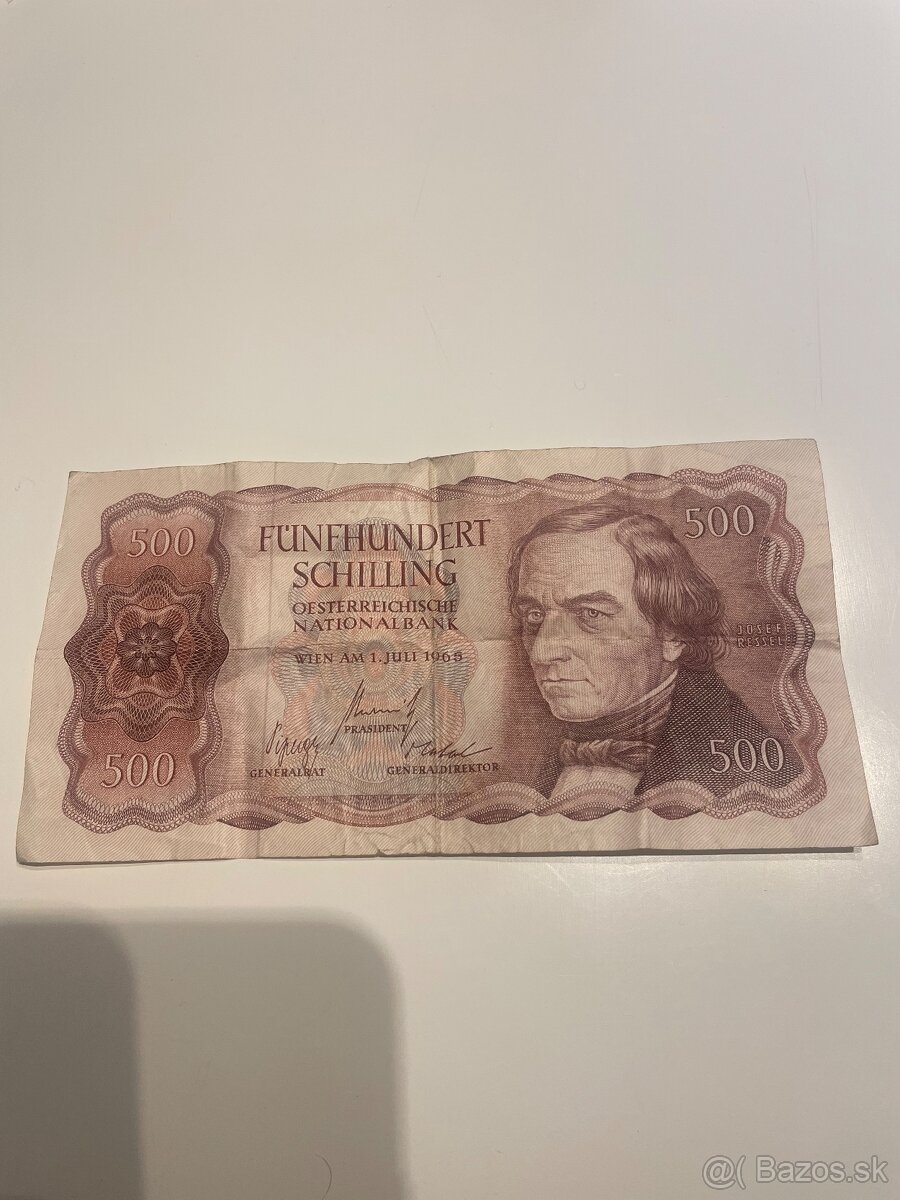 500
FÜNFHUNDERT
SCHILLING
OESTERREICHISCHE
NATIONALBANK
WIEN AM 1. JULI 1965
PRÄSIDENT
GENERALRAT
GENERALDIREKTOR
500
500
JOSEF
RESSEL
500
@( Bazos.sk